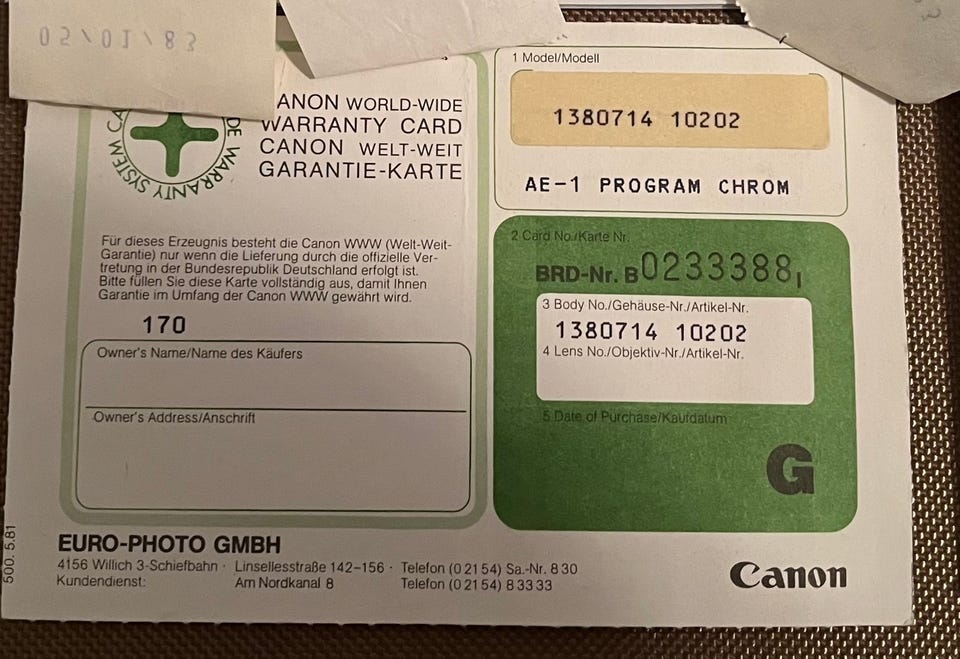 05/01/83
ANON WORLD-WIDE
WARRANTY CARD
CANON WELT-WEIT
GARANTIE-KARTE
CA DE WARRANTY SYSTEM
Für dieses Erzeugnis besteht die Canon WWW (Welt-Weit-
Garantie) nur wenn die Lieferung durch die offizielle Ver-
tretung in der Bundesrepublik Deutschland erfolgt ist.
Bitte füllen Sie diese Karte vollständig aus, damit Ihnen
Garantie im Umfang der Canon WWW gewährt wird.
170
Owner's Name/Name des Käufers
Owner's Address/Anschrift
1 Model/Modell
1380714 10202
AE-1 PROGRAM CHROM
2 Card No./Karte Nr.
BRD-Nr. B0233388
3 Body No./Gehäuse-Nr./Artikel-Nr.
1380714 10202
4 Lens No./Objektiv-Nr./Artikel-Nr.
5 Date of Purchase/Kaufdatum
G
EURO-PHOTO GMBH
4156 Willich 3-Schiefbahn · Linsellesstraße 142–156 · Telefon (0 21 54) Sa.-Nr. 8 30
Kundendienst: Am Nordkanal 8 Telefon (0 21 54) 8 33 33
Canon
500. 5.81